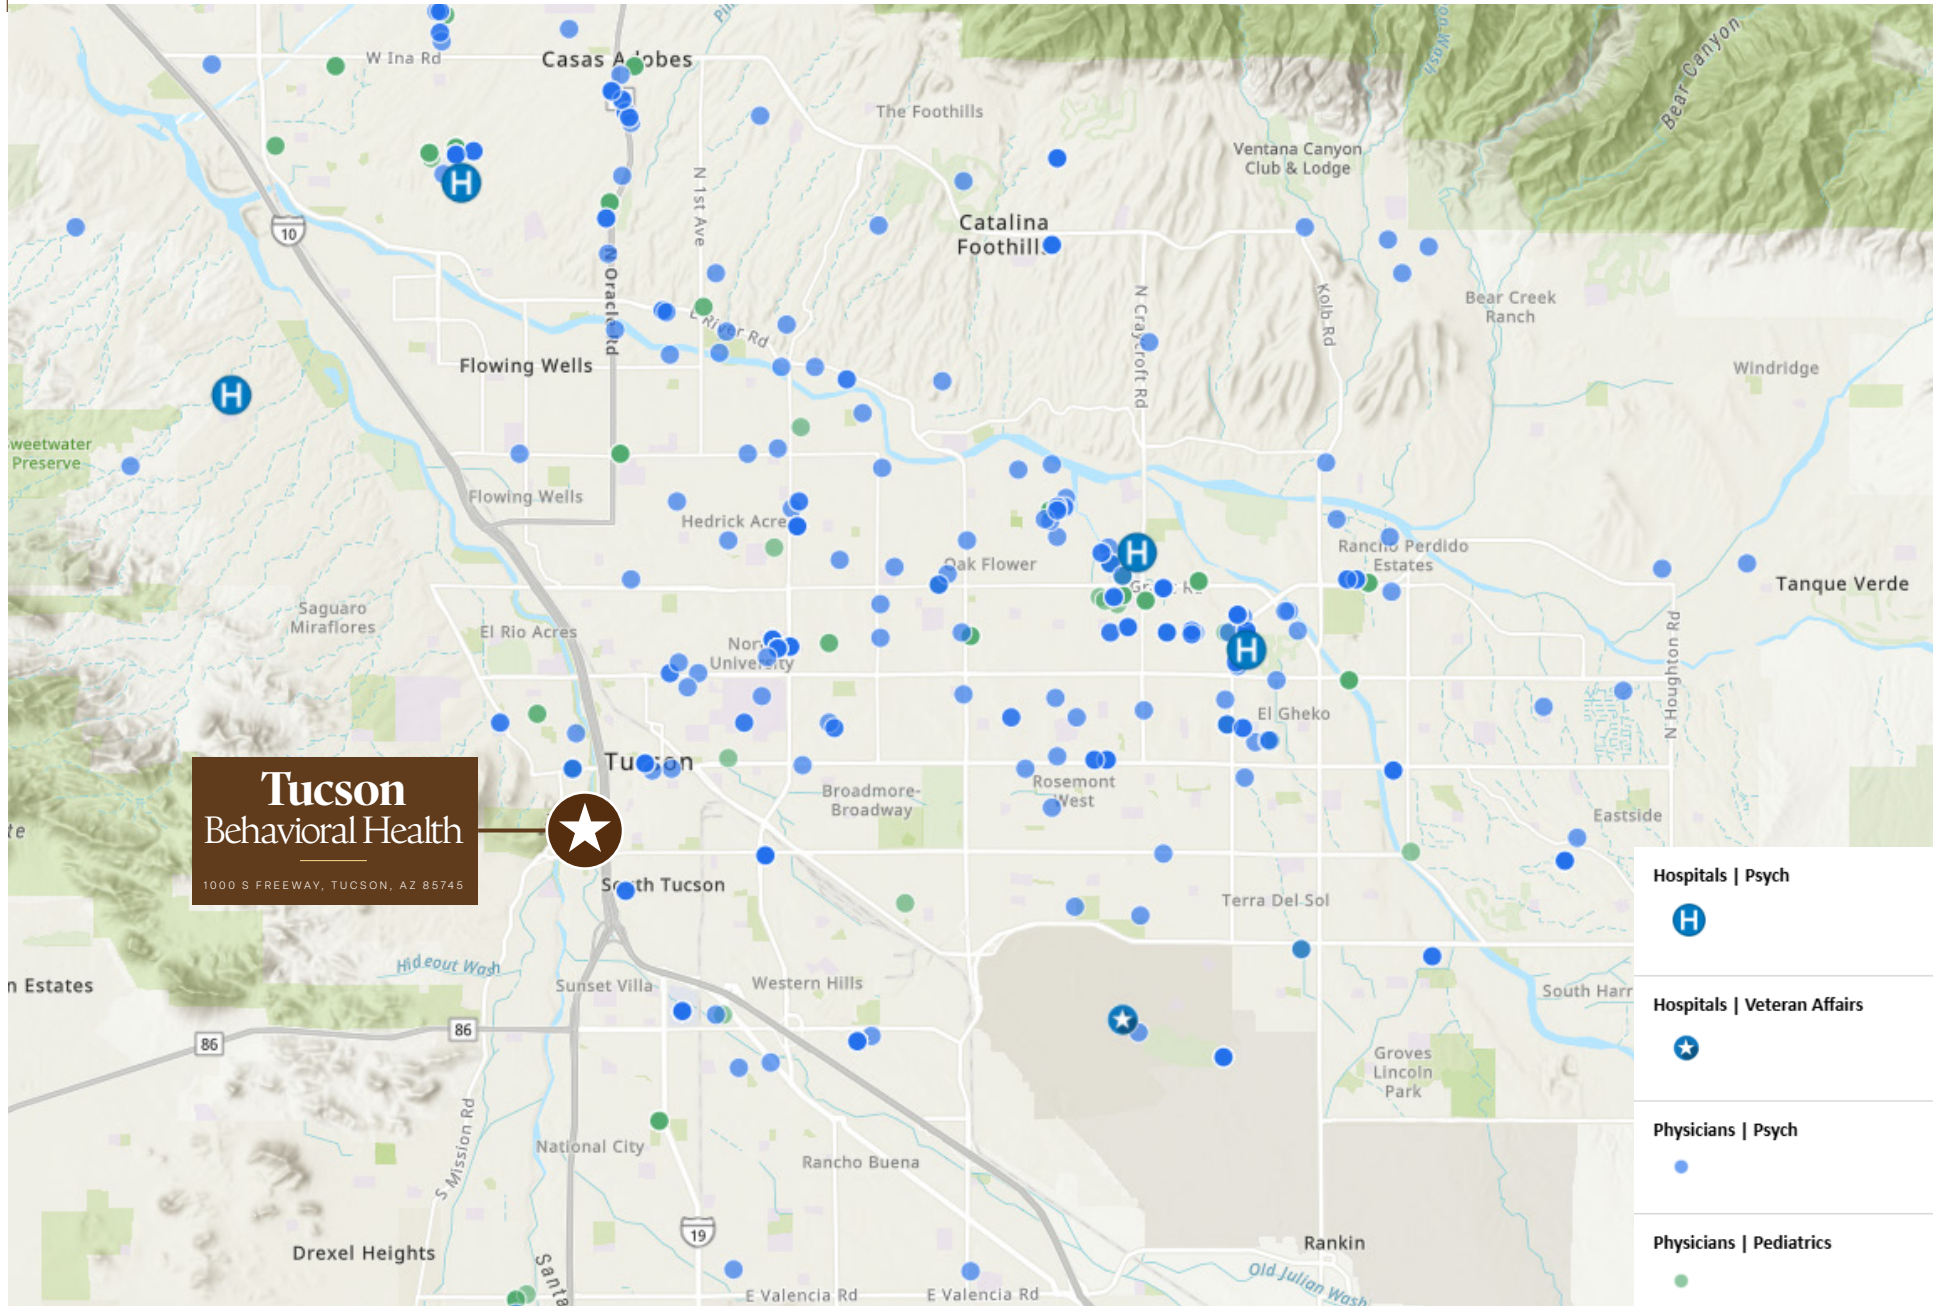 W Ina Rd
Casas Adobes
The Foothills
Bear Canyon
Ventana Canyon
Club & Lodge
N 1st Ave
Catalina
Foothills
10
N Oracle Rd
E River Rd
N Craycroft Rd
Kolb Rd
Bear Creek
Ranch
Flowing Wells
Windridge
H
H
Sweetwater
Preserve
Flowing Wells
Hedrick Acres
Oak Flower
H
Rancho Perdido
Estates
Tanque Verde
Saguaro
Miraflores
El Rio Acres
North
University
H
N Houghton Rd
El Gheko
Tucson
Broadmore-
Broadway
Rosemont
West
Eastside
Tucson
Behavioral Health
1000 S FREEWAY, TUCSON, AZ 85745
South Tucson
Terra Del Sol
Hideout Wash
n Estates
Sunset Villa
Western Hills
South Harr
86
86
Groves
Lincoln
Park
S Mission Rd
National City
Rancho Buena
19
Drexel Heights
Santa
E Valencia Rd
E Valencia Rd
Rankin
Old Julian Wash
Hospitals | Psych
H
Hospitals | Veteran Affairs
Physicians | Psych
Physicians | Pediatrics